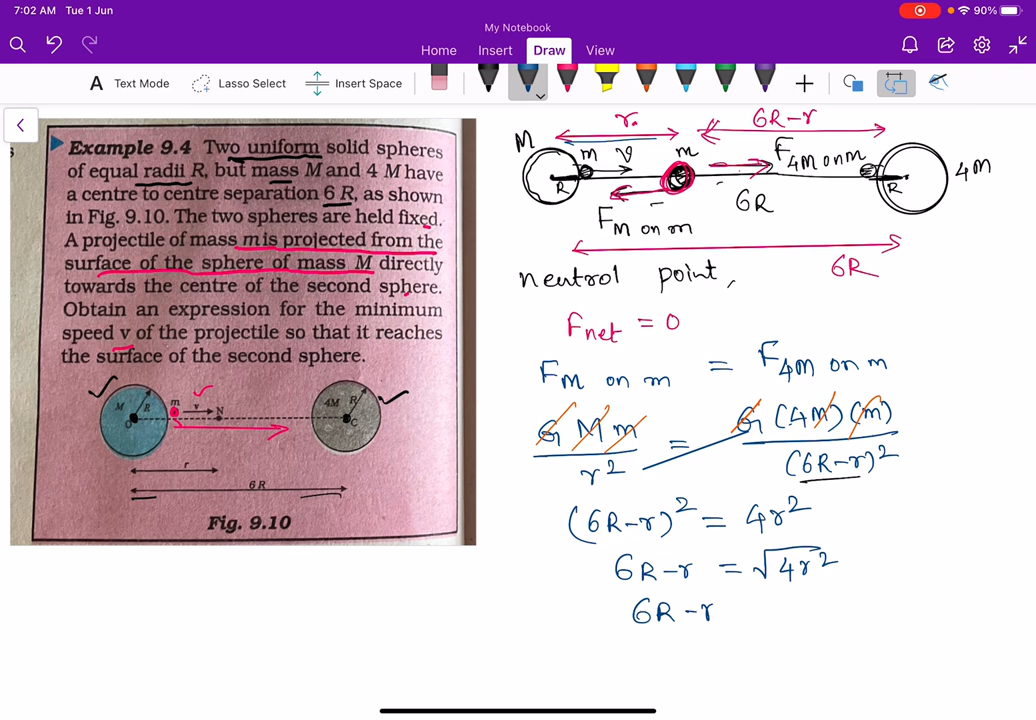 7:02 AM Tue 1 Jun
90%
My Notebook
Home Insert Draw View
A Text Mode Lasso Select Insert Space
Example 9.4 Two uniform solid spheres
of equal radii R, but mass M and 4 M have
a centre to centre separation 6 R, as shown
in Fig. 9.10. The two spheres are held fixed.
A projectile of mass m is projected from the
surface of the sphere of mass M directly
towards the centre of the second sphere.
Obtain an expression for the minimum
speed v of the projectile so that it reaches
the surface of the second sphere.
M R m v N 4M R
O C
r
6 R
Fig. 9.10
r. 6R-r
M m v m F4M on m 4M
R 6R R
FM on m
6R
neutrol point,
Fnet = 0
FM on m = F4M on m
G M m / r² = G (4M)(m) / (6R-r)²
(6R-r)² = 4r²
6R-r = √4r²
6R-r